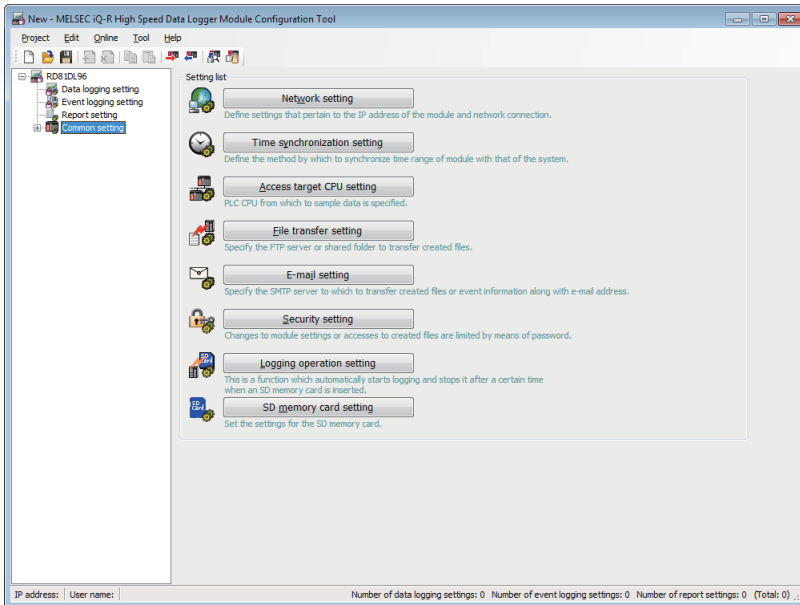 New - MELSEC iQ-R High Speed Data Logger Module Configuration Tool
Project Edit Online Tool Help
RD81DL96
Data logging setting
Event logging setting
Report setting
Common setting
Setting list
Network setting
Define settings that pertain to the IP address of the module and network connection.
Time synchronization setting
Define the method by which to synchronize time range of module with that of the system.
Access target CPU setting
PLC CPU from which to sample data is specified.
File transfer setting
Specify the FTP server or shared folder to transfer created files.
E-mail setting
Specify the SMTP server to which to transfer created files or event information along with e-mail address.
Security setting
Changes to module settings or accesses to created files are limited by means of password.
SD Card
Logging operation setting
This is a function which automatically starts logging and stops it after a certain time
when an SD memory card is inserted.
SD Card
SD memory card setting
Set the settings for the SD memory card.
IP address: User name: Number of data logging settings: 0 Number of event logging settings: 0 Number of report settings: 0 (Total: 0)